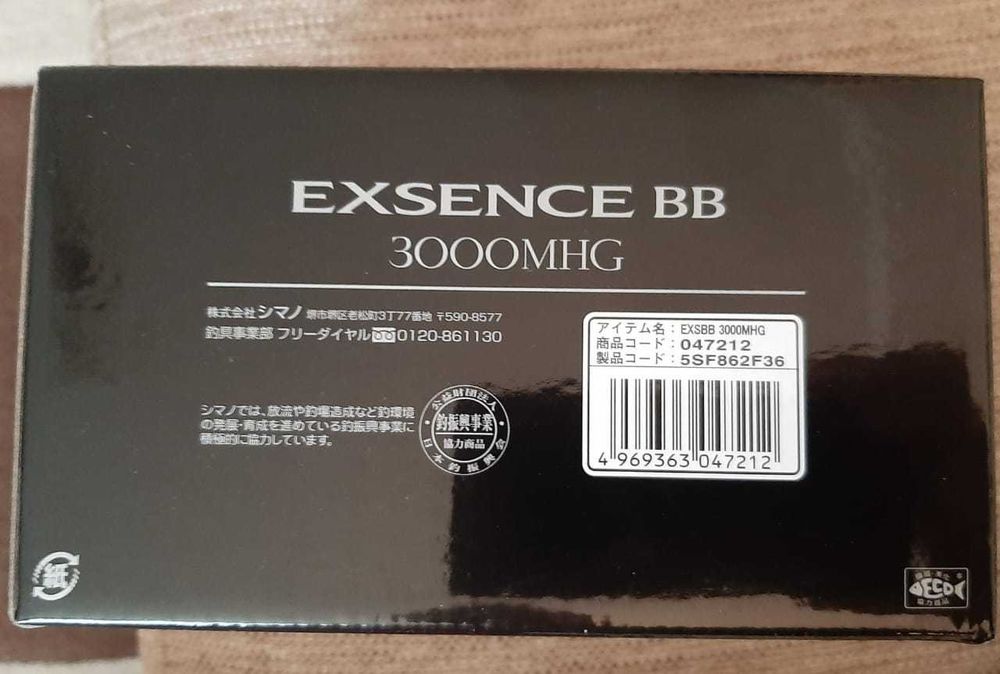 EXSENCE BB
3000MHG
株式会社シマノ 堺市堺区老松町3丁77番地 〒590-8577
釣具事業部 フリーダイヤル 0120-861130
アイテム名：EXSBB 3000MHG
商品コード：047212
製品コード：5SF862F36
4 969363 047212
シマノでは、放流や釣場造成など釣環境
の発展・育成を進めている釣振興事業に
積極的に協力しています。
公益財団法人
釣振興事業
協力商品
日本釣振興会
紙
協力商品